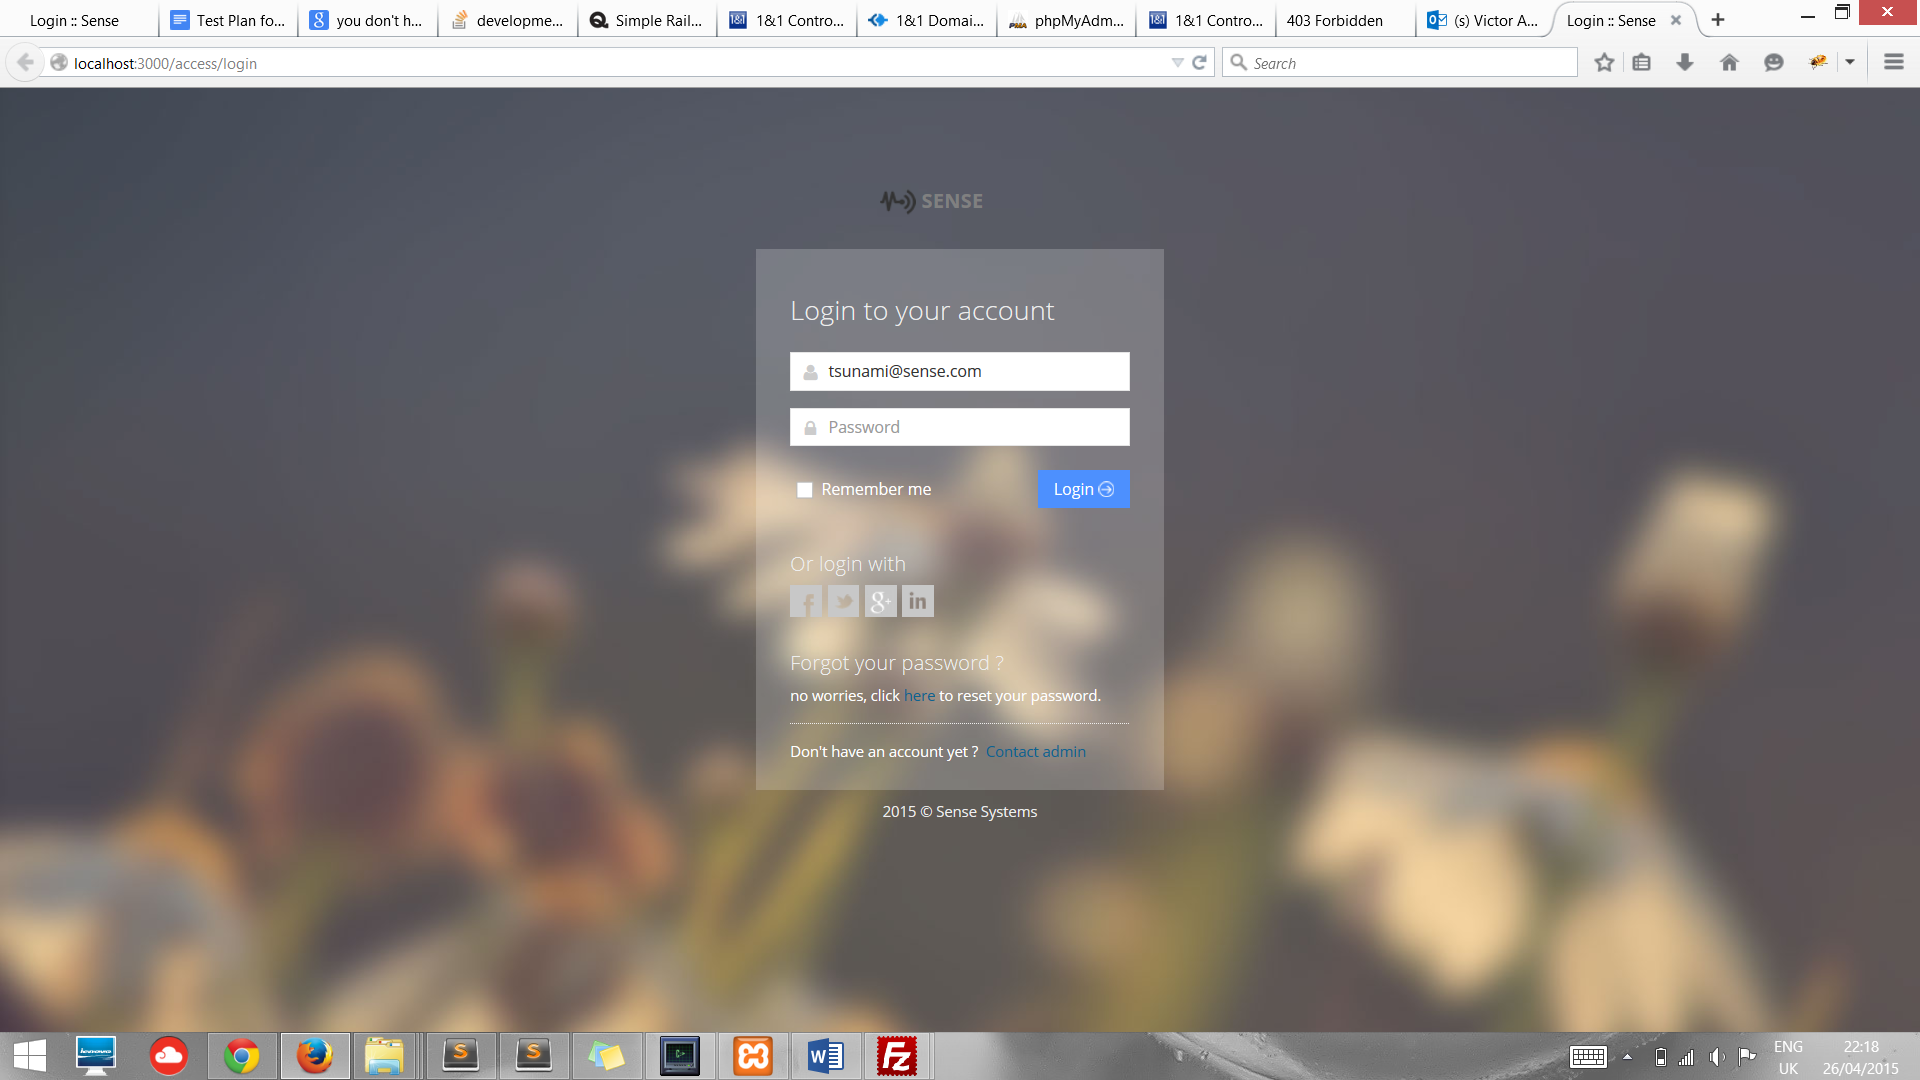 Login :: Sense
Test Plan fo...
you don't h...
developme...
Simple Rail...
1&1 Contro...
1&1 Domai...
phpMyAdm...
1&1 Contro...
403 Forbidden
(s) Victor A...
Login :: Sense
localhost:3000/access/login
Search
SENSE
Login to your account
tsunami@sense.com
Password
Remember me
Login
Or login with
Forgot your password ?
no worries, click here to reset your password.
Don't have an account yet ? Contact admin
2015 © Sense Systems
ENG
UK
22:18
26/04/2015